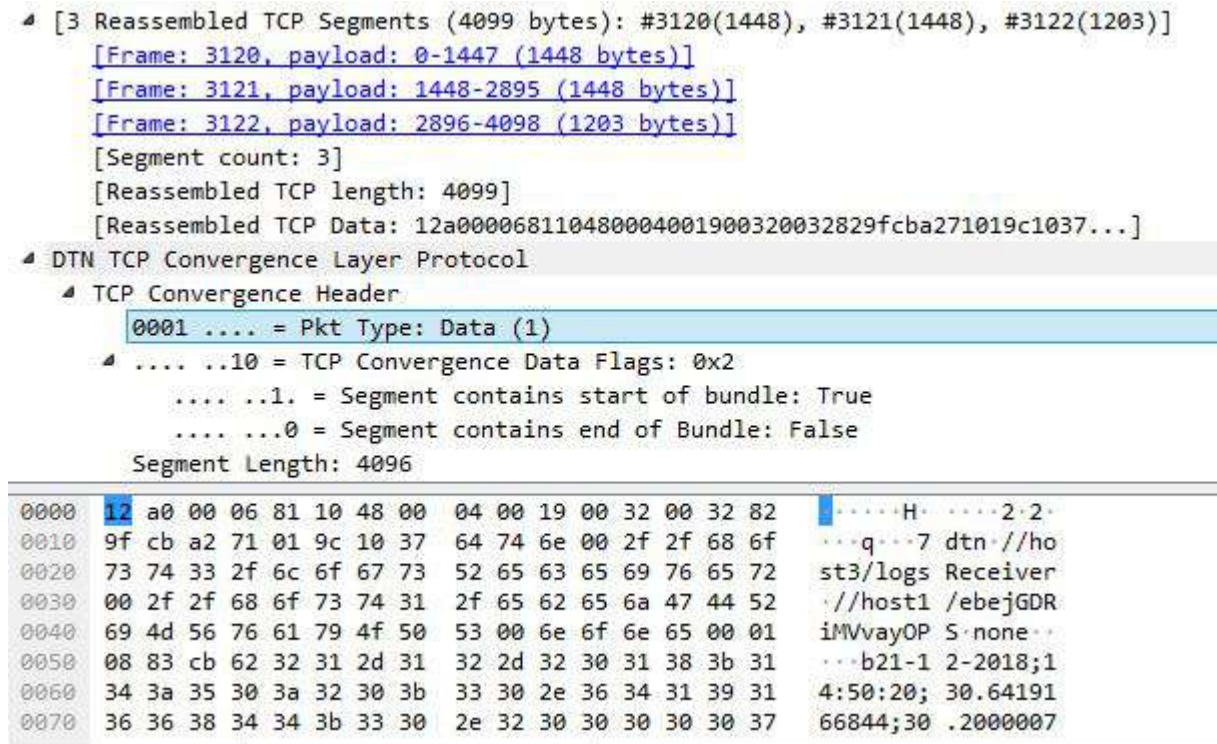 [3 Reassembled TCP Segments (4099 bytes): #3120(1448), #3121(1448), #3122(1203)]
[Frame: 3120, payload: 0-1447 (1448 bytes)]
[Frame: 3121, payload: 1448-2895 (1448 bytes)]
[Frame: 3122, payload: 2896-4098 (1203 bytes)]
[Segment count: 3]
[Reassembled TCP length: 4099]
[Reassembled TCP Data: 12a000068110480004001900320032829fcba271019c1037...]
DTN TCP Convergence Layer Protocol
TCP Convergence Header
0001 .... = Pkt Type: Data (1)
.... ..10 = TCP Convergence Data Flags: 0x2
.... ..1. = Segment contains start of bundle: True
.... ...0 = Segment contains end of Bundle: False
Segment Length: 4096
0000 12 a0 00 06 81 10 48 00 04 00 19 00 32 00 32 82 ······H· ····2·2·
0010 9f cb a2 71 01 9c 10 37 64 74 6e 00 2f 2f 68 6f ···q···7 dtn·//ho
0020 73 74 33 2f 6c 6f 67 73 52 65 63 65 69 76 65 72 st3/logs Receiver
0030 00 2f 2f 68 6f 73 74 31 2f 65 62 65 6a 47 44 52 ·//host1 /ebejGDR
0040 69 4d 56 76 61 79 4f 50 53 00 6e 6f 6e 65 00 01 iMVvayOP S·none··
0050 08 83 cb 62 32 31 2d 31 32 2d 32 30 31 38 3b 31 ···b21-1 2-2018;1
0060 34 3a 35 30 3a 32 30 3b 33 30 2e 36 34 31 39 31 4:50:20; 30.64191
0070 36 36 38 34 34 3b 33 30 2e 32 30 30 30 30 30 37 66844;30 .2000007